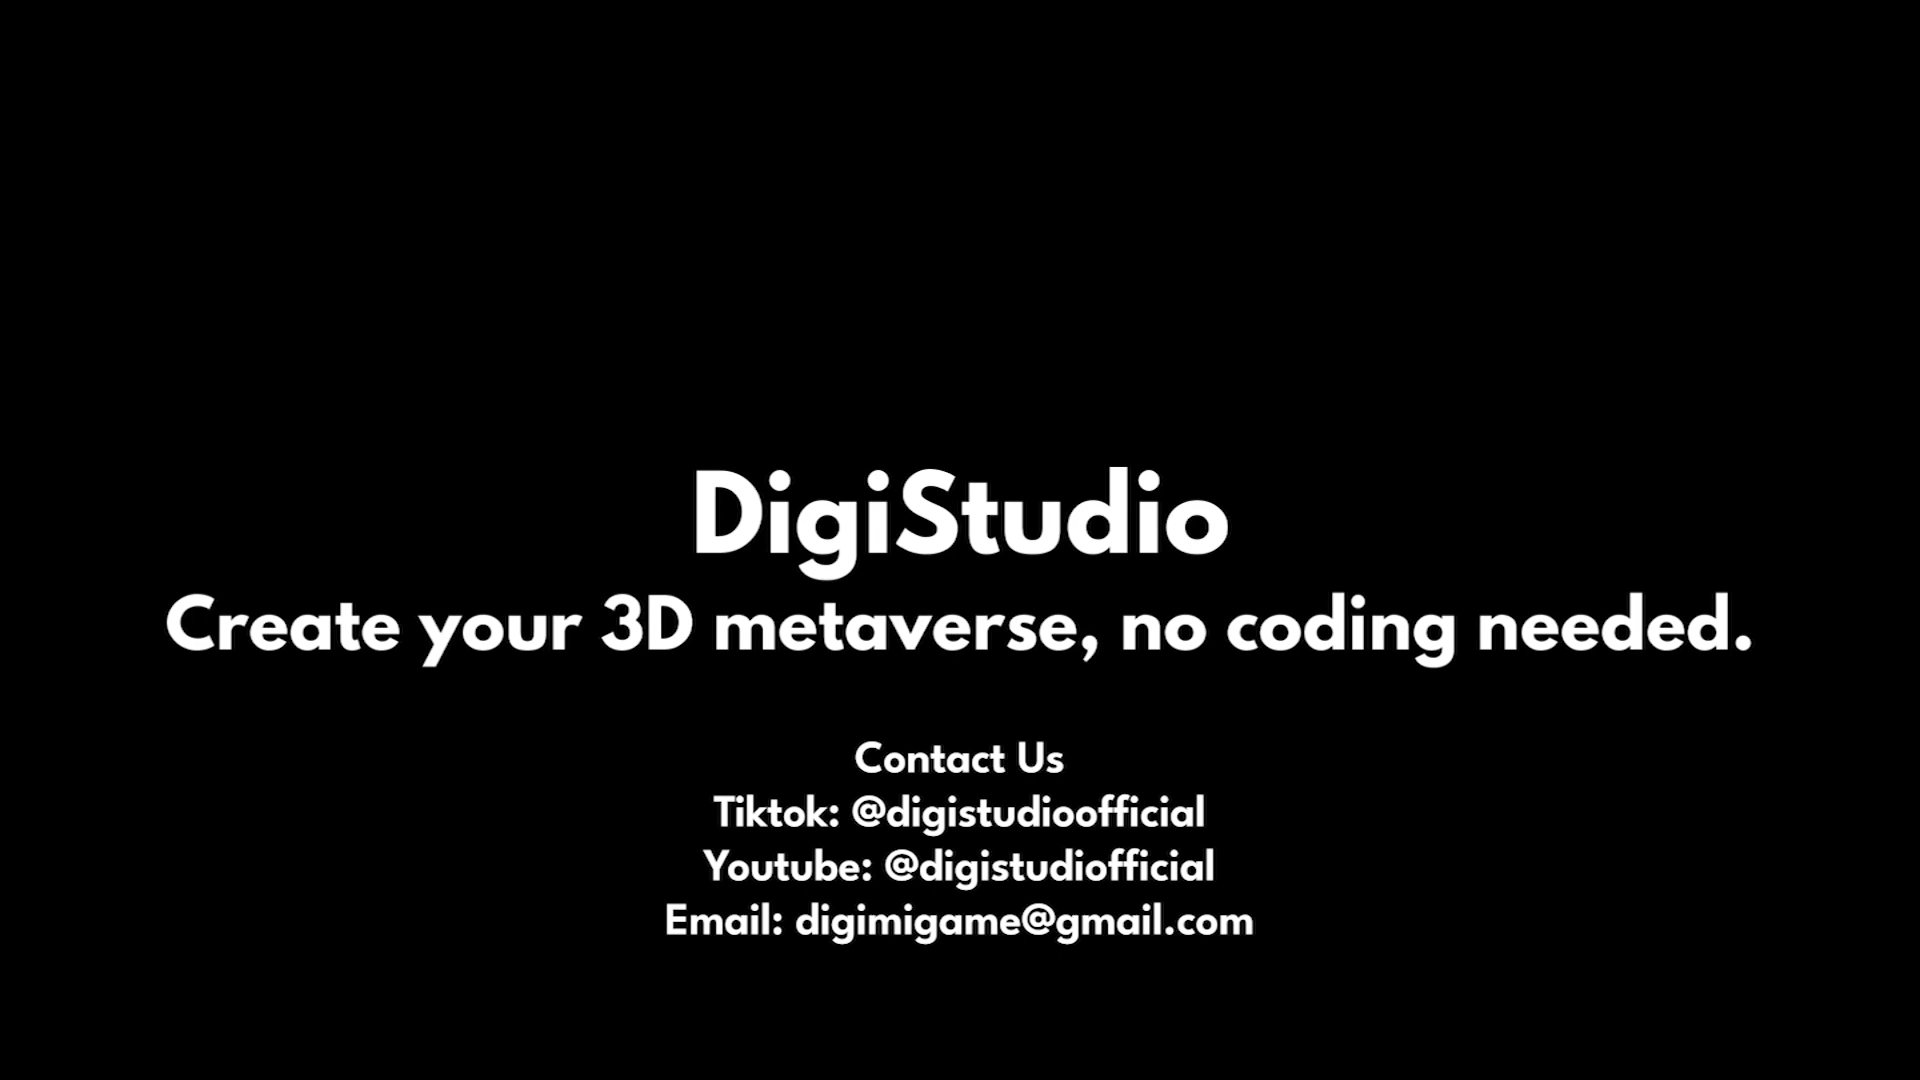 DigiStudio
Create your 3D metaverse, no coding needed.
Contact Us
Tiktok: @digistudioofficial
Youtube: @digistudiofficial
Email: digimigame@gmail.com